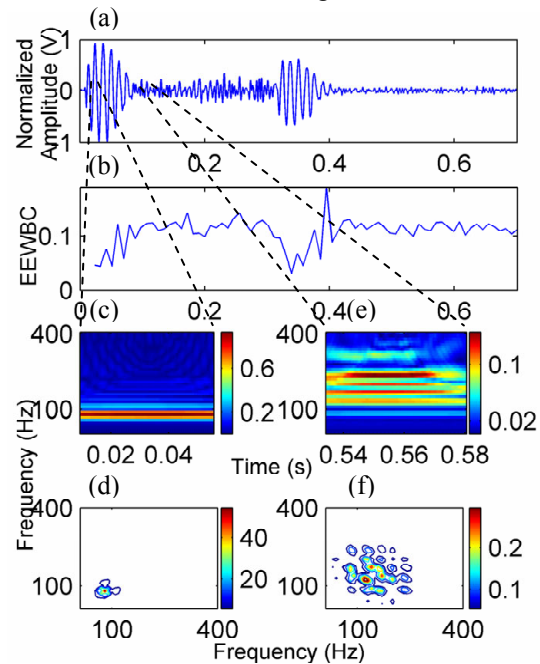 (a)
Normalized
Amplitude (V)
1
0
-1
0.2 0.4 0.6
(b)
EEWBC
0.1
0
0 0.2 0.4 0.6
(c) (e)
400
100
0.6
0.2
0.02 0.04
400
100
0.1
0.02
0.54 0.56 0.58
Time (s)
Frequency (Hz)
(d) (f)
400
100
40
20
100 400
400
100
0.2
0.1
100 400
Frequency (Hz)